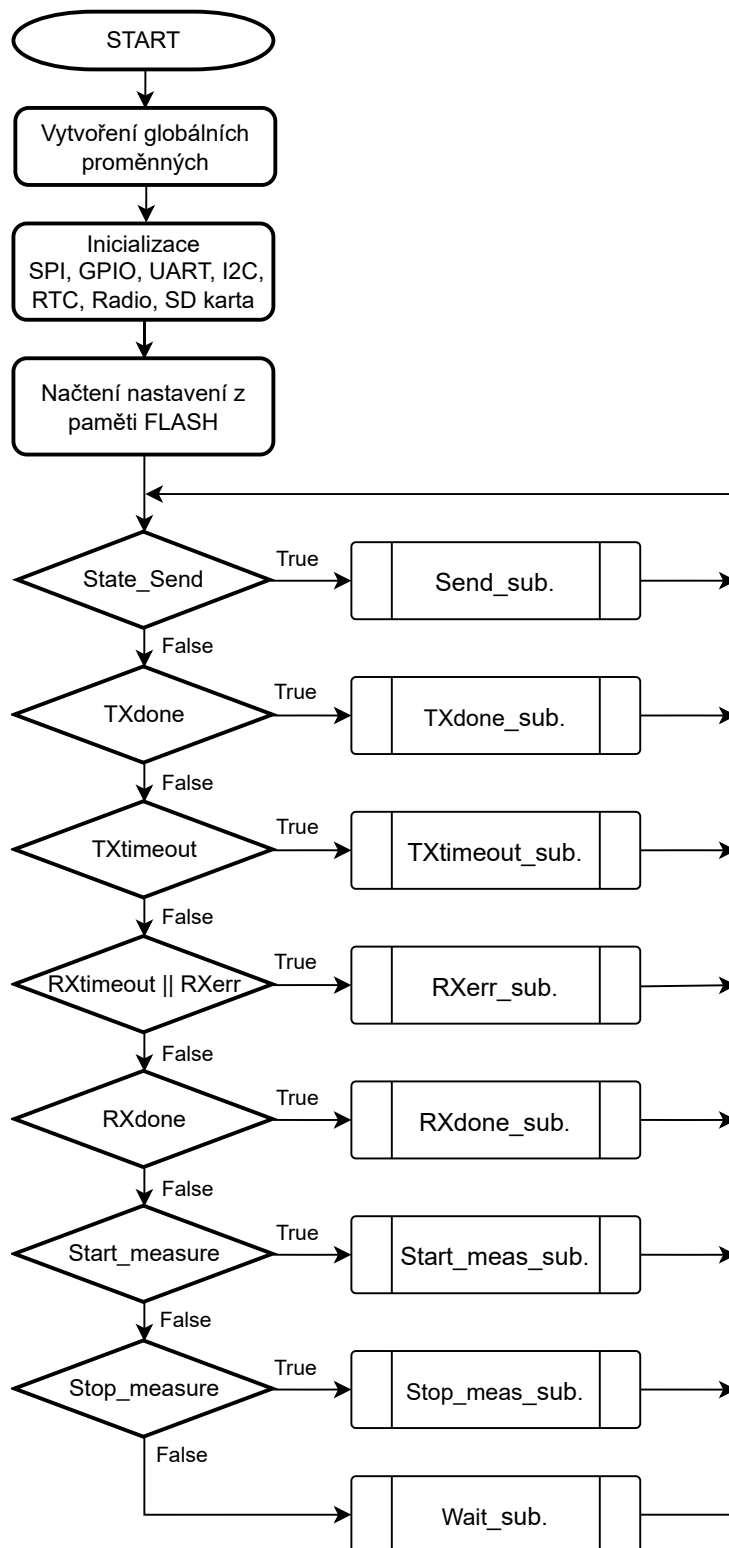 START
Vytvoření globálních
proměnných
Inicializace
SPI, GPIO, UART, I2C,
RTC, Radio, SD karta
Načtení nastavení z
paměti FLASH
State_Send
True
Send_sub.
False
TXdone
True
TXdone_sub.
False
TXtimeout
True
TXtimeout_sub.
False
RXtimeout || RXerr
True
RXerr_sub.
False
RXdone
True
RXdone_sub.
False
Start_measure
True
Start_meas_sub.
False
Stop_measure
True
Stop_meas_sub.
False
Wait_sub.